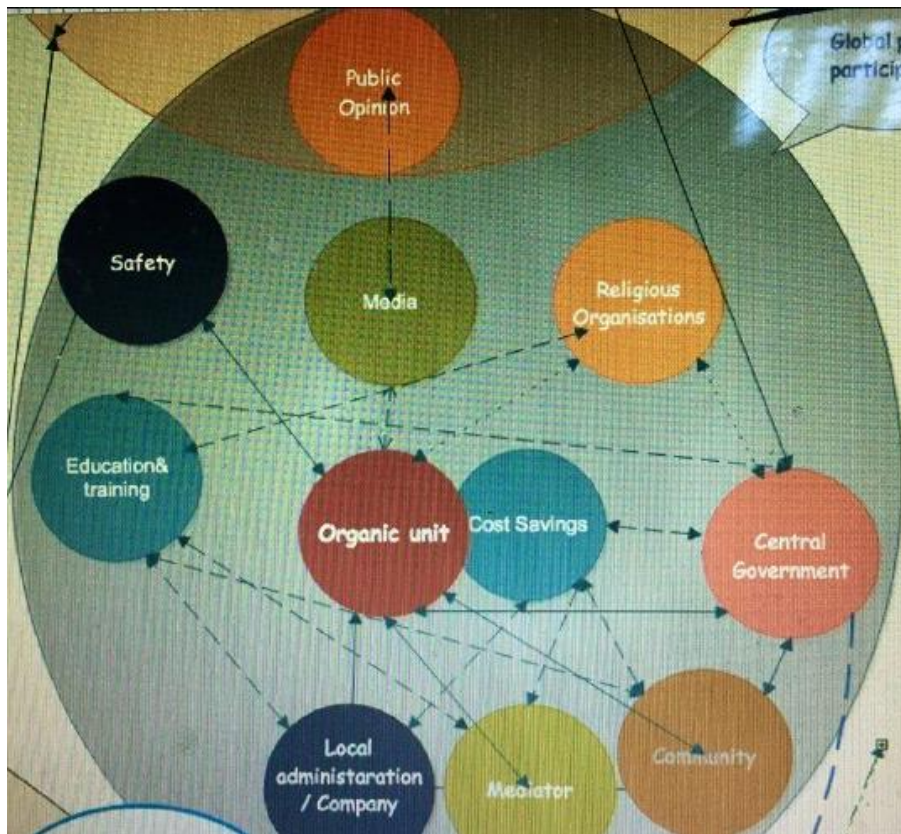 Global
Public
Opinion
Safety
Media
Religious
Organisations
Education&
training
Organic unit
Cost Savings
Central
Government
Local
administaration
/ Company
Mediator
Community